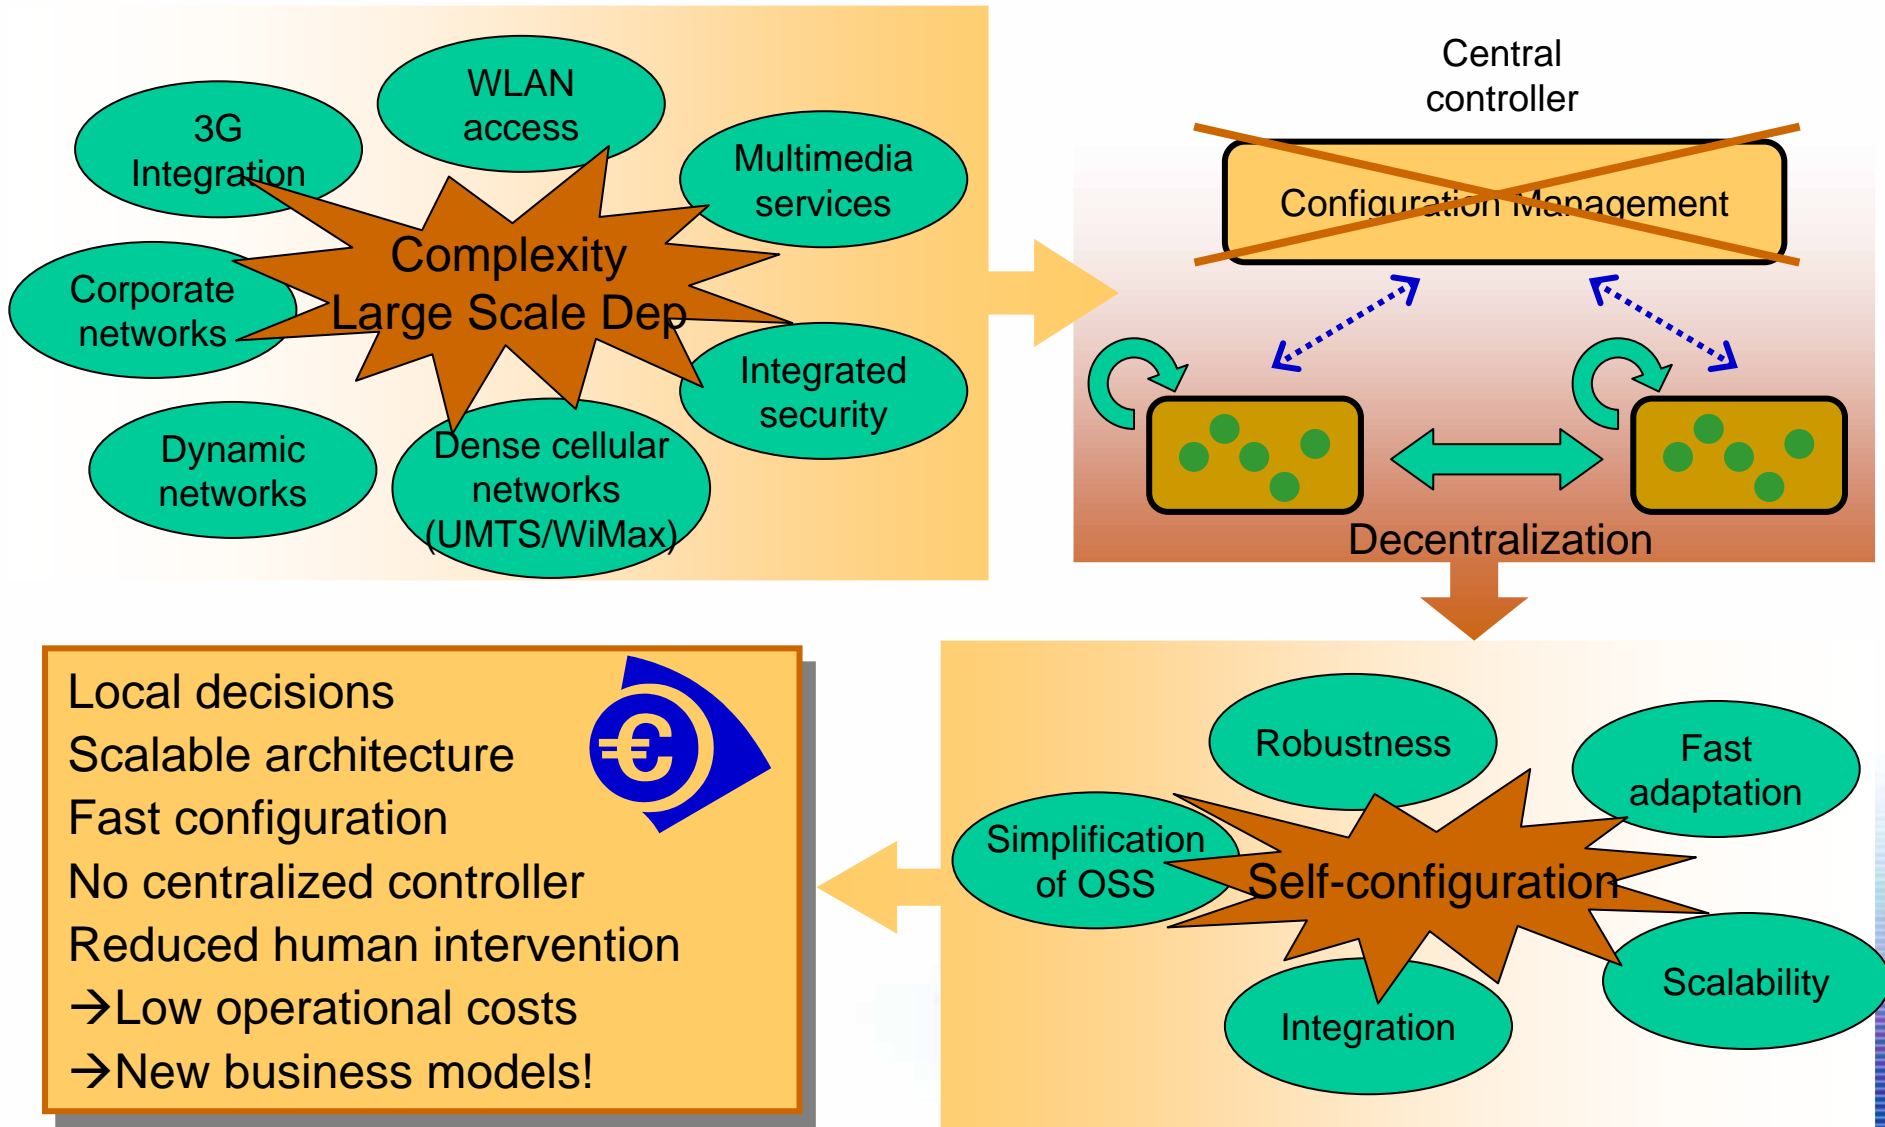 WLAN
access
3G
Integration
Multimedia
services
Complexity
Large Scale Dep
Corporate
networks
Integrated
security
Dynamic
networks
Dense cellular
networks
(UMTS/WiMax)
Central
controller
Configuration Management
Decentralization
Local decisions
Scalable architecture
Fast configuration
No centralized controller
Reduced human intervention
→Low operational costs
→New business models!
€
Robustness
Fast
adaptation
Simplification
of OSS
Self-configuration
Scalability
Integration